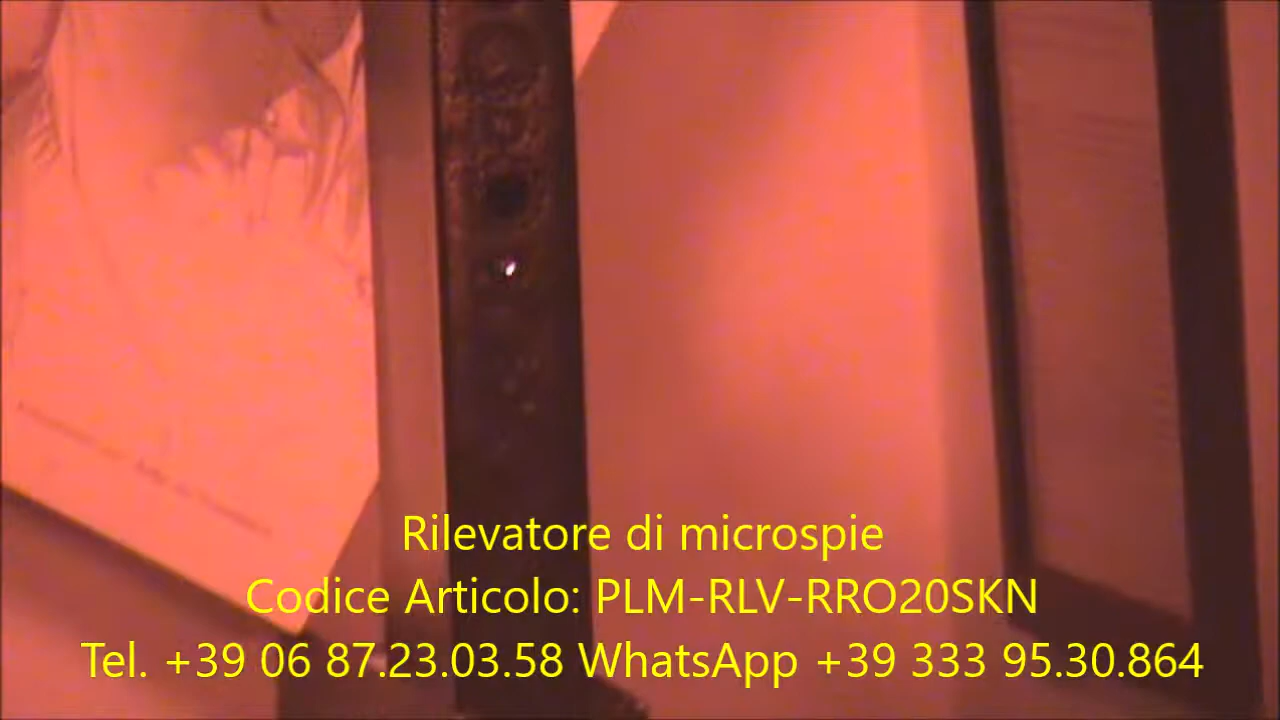 Rilevatore di microspie
Codice Articolo: PLM-RLV-RRO20SKN
Tel. +39 06 87.23.03.58 WhatsApp +39 333 95.30.864